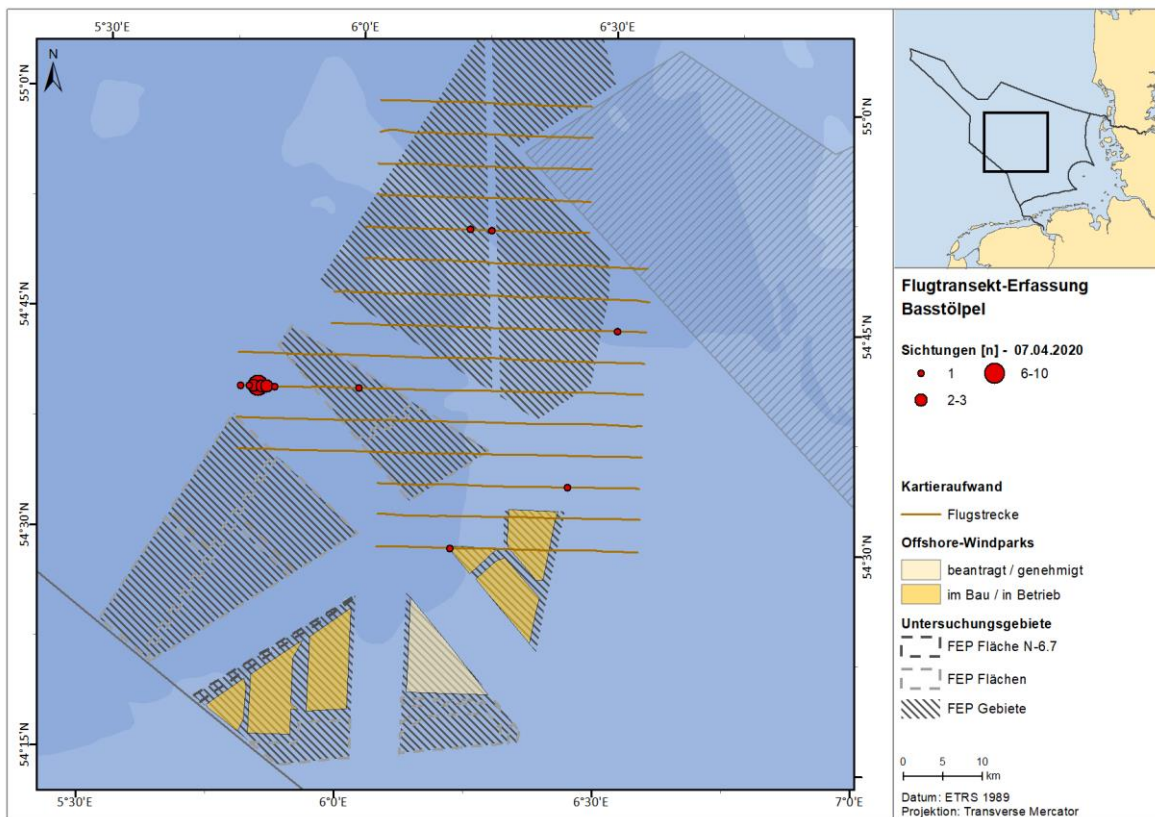 5°30'E 6°0'E 6°30'E
N
55°0'N
54°45'N
54°30'N
54°15'N
55°0'N
54°45'N
54°30'N
5°30'E 6°0'E 6°30'E 7°0'E
Flugtransekt-Erfassung
Basstölpel
Sichtungen [n] - 07.04.2020
1 6-10
2-3
Kartieraufwand
Flugstrecke
Offshore-Windparks
beantragt / genehmigt
im Bau / in Betrieb
Untersuchungsgebiete
FEP Fläche N-6.7
FEP Flächen
FEP Gebiete
0 5 10
km
Datum: ETRS 1989
Projektion: Transverse Mercator